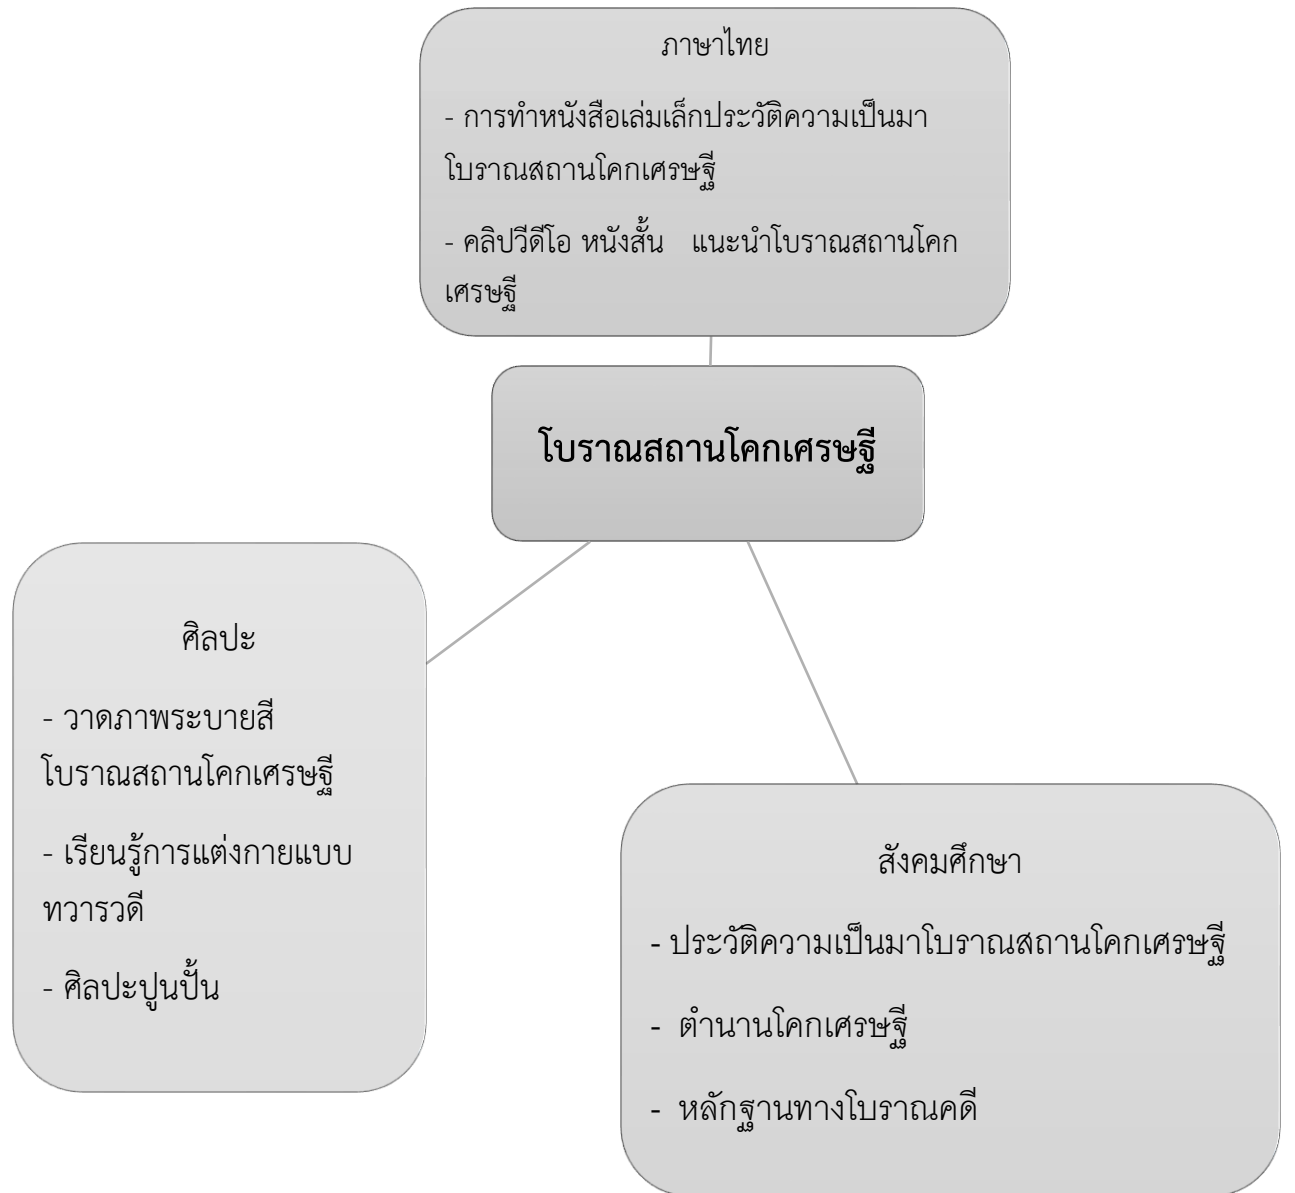 ภาษาไทย
- การทำหนังสือเล่มเล็กประวัติความเป็นมา
โบราณสถานโคกเศรษฐี
- คลิปวีดีโอ หนังสั้น แนะนำโบราณสถานโคก
เศรษฐี
โบราณสถานโคกเศรษฐี
ศิลปะ
- วาดภาพระบายสี
โบราณสถานโคกเศรษฐี
- เรียนรู้การแต่งกายแบบ
ทวารวดี
- ศิลปะปูนปั้น
สังคมศึกษา
- ประวัติความเป็นมาโบราณสถานโคกเศรษฐี
- ตำนานโคกเศรษฐี
- หลักฐานทางโบราณคดี